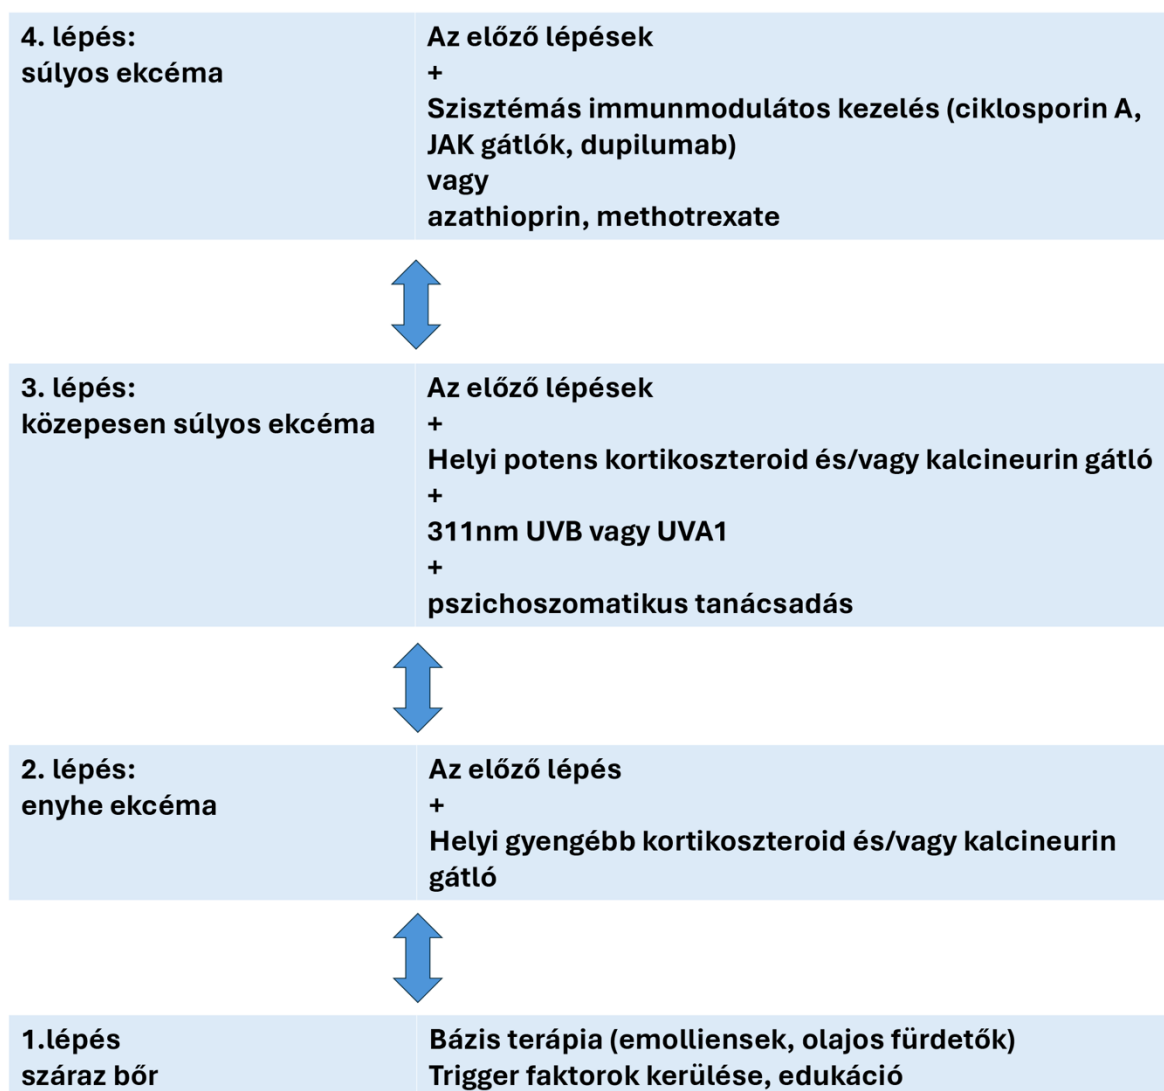 4. lépés:
súlyos ekcéma
Az előző lépések
+
Szisztémás immunmodulátos kezelés (ciklosporin A,
JAK gátlók, dupilumab)
vagy
azathioprin, methotrexate
3. lépés:
közepesen súlyos ekcéma
Az előző lépések
+
Helyi potens kortikoszteroid és/vagy kalcineurin gátló
+
311nm UVB vagy UVA1
+
pszichoszomatikus tanácsadás
2. lépés:
enyhe ekcéma
Az előző lépés
+
Helyi gyengébb kortikoszteroid és/vagy kalcineurin
gátló
1.lépés
száraz bőr
Bázis terápia (emolliensek, olajos fürdetők)
Trigger faktorok kerülése, edukáció